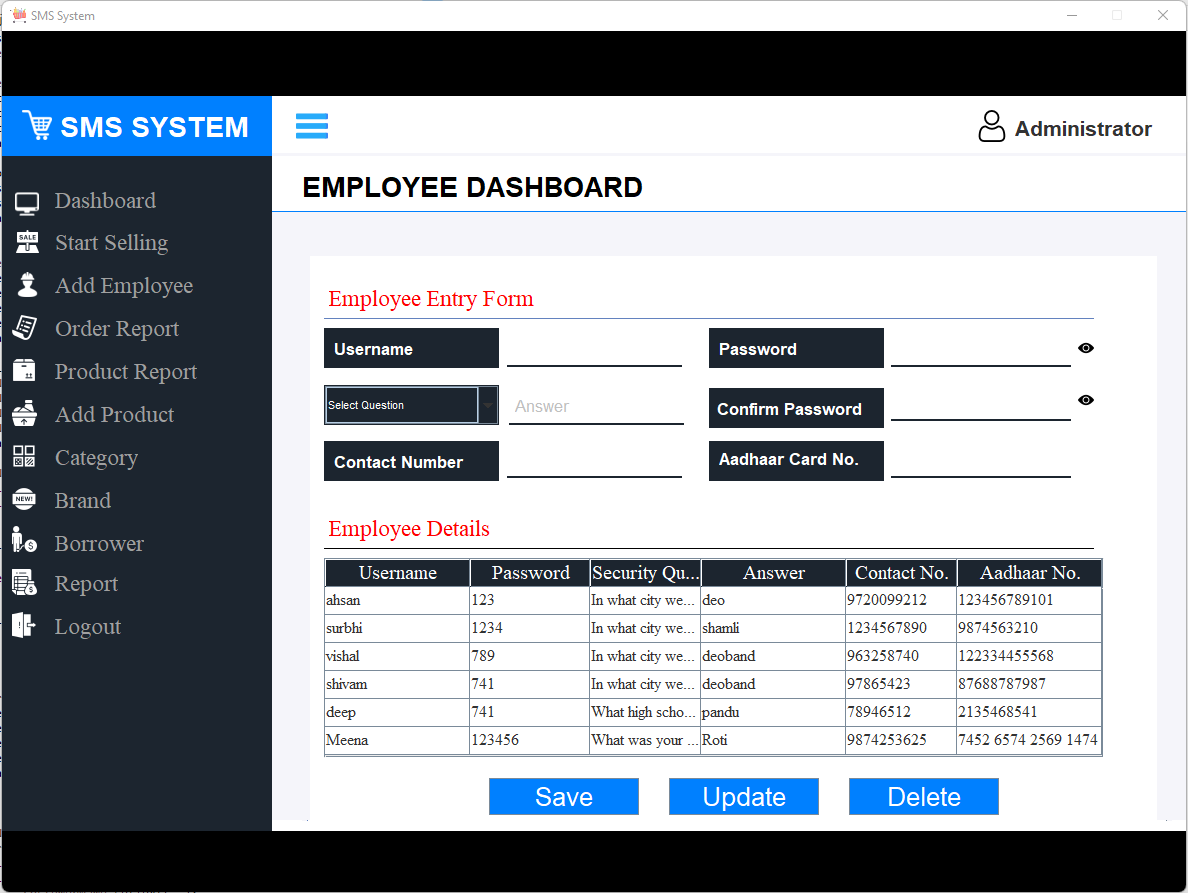 SMS System
SMS SYSTEM
Administrator
EMPLOYEE DASHBOARD
Dashboard
Start Selling
Add Employee
Order Report
Product Report
Add Product
Category
Brand
Borrower
Report
Logout
SALE
NEW!
Employee Entry Form
Username
Password
Select Question
Answer
Confirm Password
Contact Number
Aadhaar Card No.
Employee Details
Username Password Security Qu... Answer Contact No. Aadhaar No.
ahsan 123 In what city we... deo 9720099212 123456789101
surbhi 1234 In what city we... shamli 1234567890 9874563210
vishal 789 In what city we... deoband 963258740 122334455568
shivam 741 In what city we... deoband 97865423 87688787987
deep 741 What high scho... pandu 78946512 2135468541
Meena 123456 What was your ... Roti 9874253625 7452 6574 2569 1474
Save Update Delete